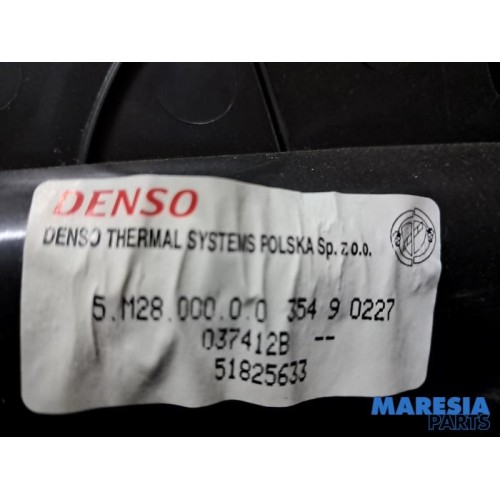 DENSO
DENSO THERMAL SYSTEMS POLSKA Sp. z.o.o.
5.M28.000.0.0 354 9 0227
037412B --
51825633
MARESIA
PARTS